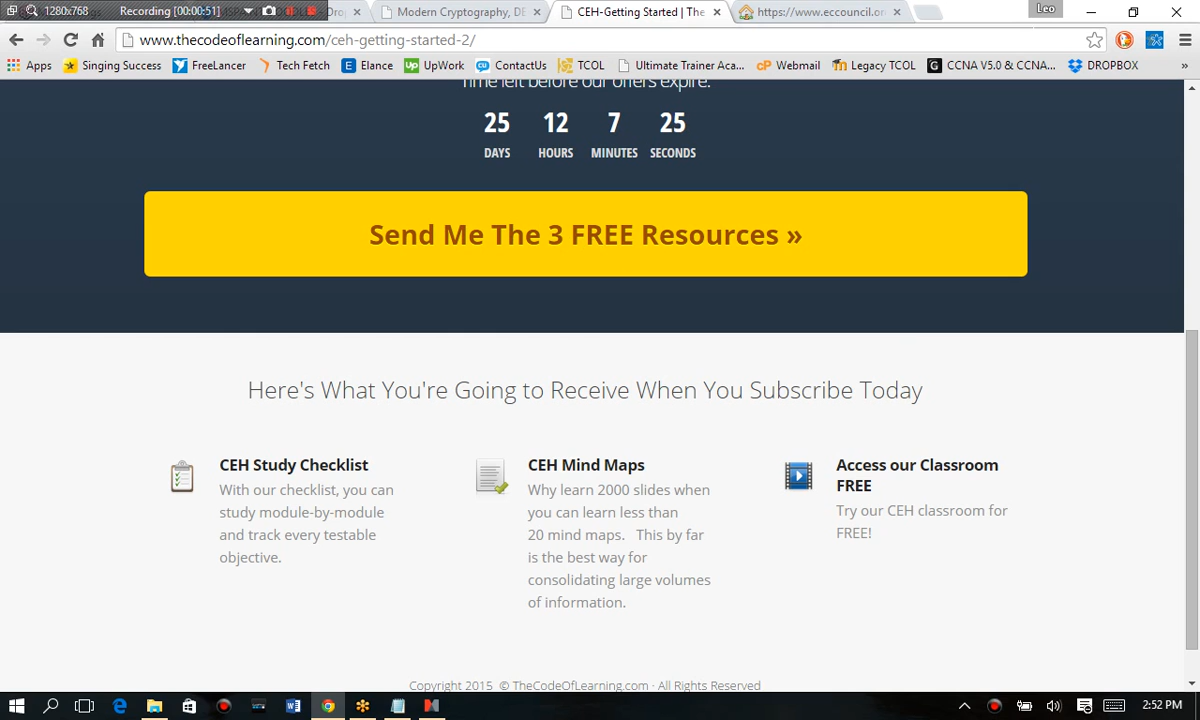 1280x768 Recording [00:00:51]
Modern Cryptography, DE
CEH-Getting Started | The
https://www.eccouncil.or
Leo
www.thecodeoflearning.com/ceh-getting-started-2/
Apps Singing Success FreeLancer Tech Fetch Elance UpWork ContactUs TCOL Ultimate Trainer Aca... Webmail Legacy TCOL CCNA V5.0 & CCNA... DROPBOX »
Time left before our offers expire:
25 12 7 25
DAYS HOURS MINUTES SECONDS
Send Me The 3 FREE Resources »
Here's What You're Going to Receive When You Subscribe Today
CEH Study Checklist
With our checklist, you can
study module-by-module
and track every testable
objective.
CEH Mind Maps
Why learn 2000 slides when
you can learn less than
20 mind maps. This by far
is the best way for
consolidating large volumes
of information.
Access our Classroom
FREE
Try our CEH classroom for
FREE!
Copyright 2015 © TheCodeOfLearning.com · All Rights Reserved
2:52 PM